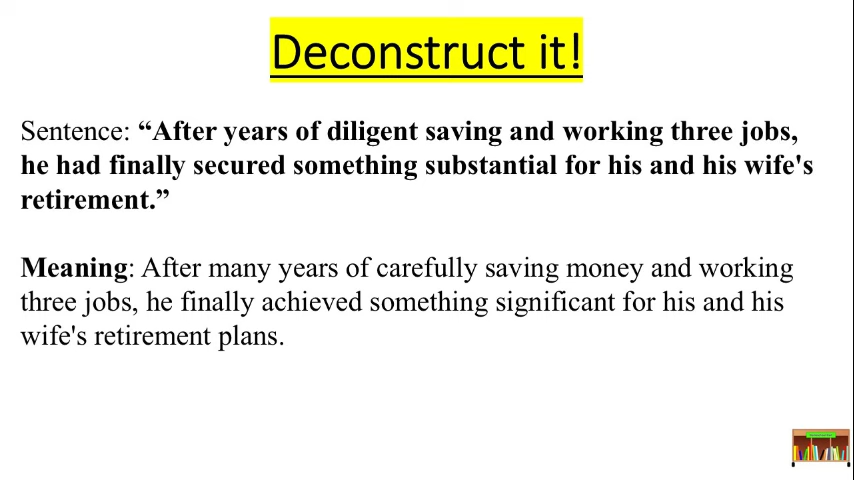 Deconstruct it!
Sentence: “After years of diligent saving and working three jobs,
he had finally secured something substantial for his and his wife's
retirement.”
Meaning: After many years of carefully saving money and working
three jobs, he finally achieved something significant for his and his
wife's retirement plans.